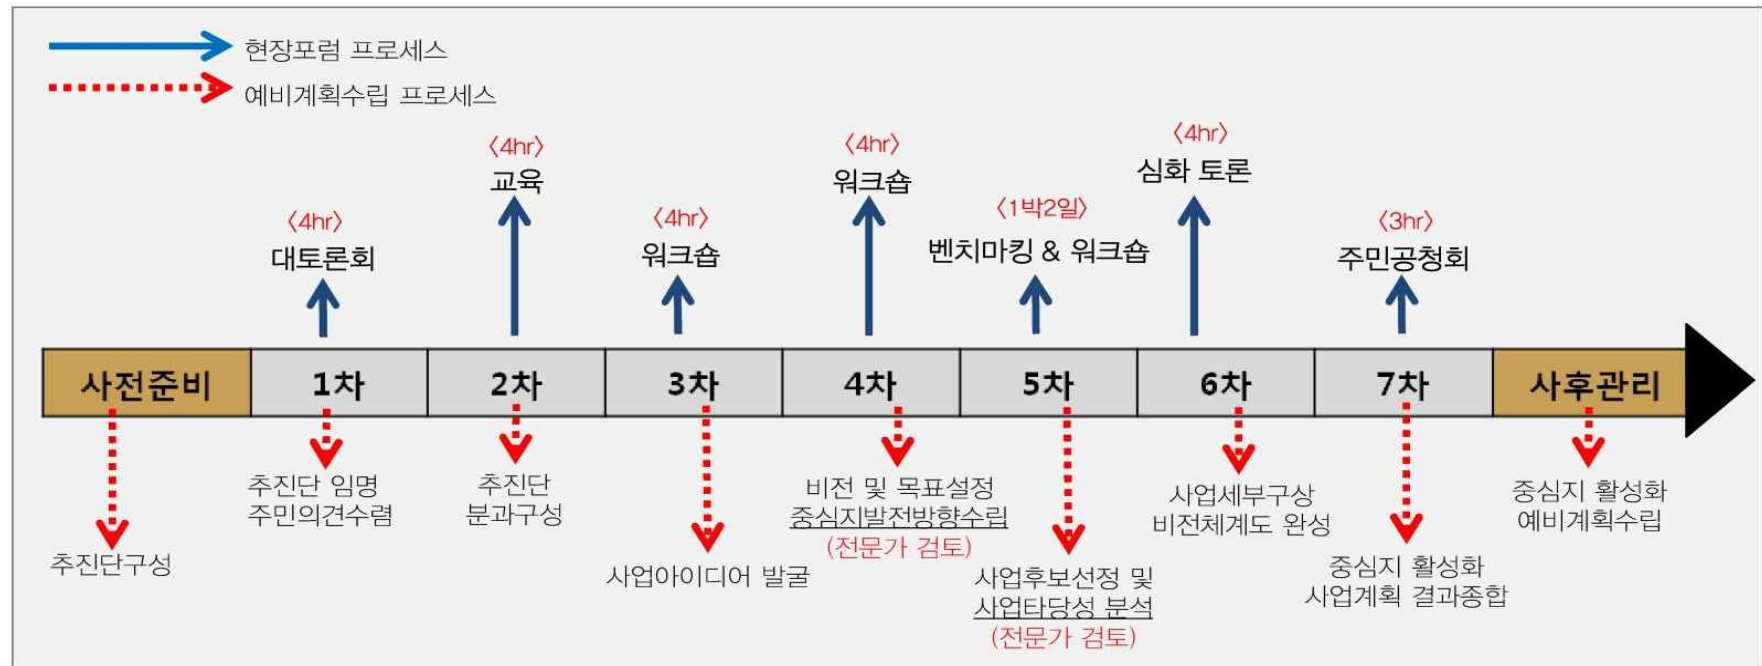 현장포럼 프로세스
예비계획수립 프로세스
〈4hr〉
대토론회
〈4hr〉
교육
〈4hr〉
워크숍
〈4hr〉
워크숍
〈1박2일〉
벤치마킹 & 워크숍
〈4hr〉
심화 토론
〈3hr〉
주민공청회
사전준비
1차
2차
3차
4차
5차
6차
7차
사후관리
추진단구성
추진단 임명
주민의견수렴
추진단
분과구성
사업아이디어 발굴
비전 및 목표설정
중심지발전방향수립
(전문가 검토)
사업후보선정 및
사업타당성 분석
(전문가 검토)
사업세부구상
비전체계도 완성
중심지 활성화
사업계획 결과종합
중심지 활성화
예비계획수립